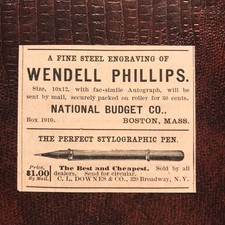 A FINE STEEL ENGRAVING OF
WENDELL PHILLIPS.
Size, 10x12, with fac-simile Autograph, will
be sent by mail, securely packed on roller for 30 cents.
NATIONAL BUDGET CO.,
Box 1910. BOSTON, MASS.
THE PERFECT STYLOGRAPHIC PEN.
Price, The Best and Cheapest. Sold by all
$1.00 dealers. Send for circular.
By Mail. C. L. DOWNES & CO., 329 Broadway, N.Y.